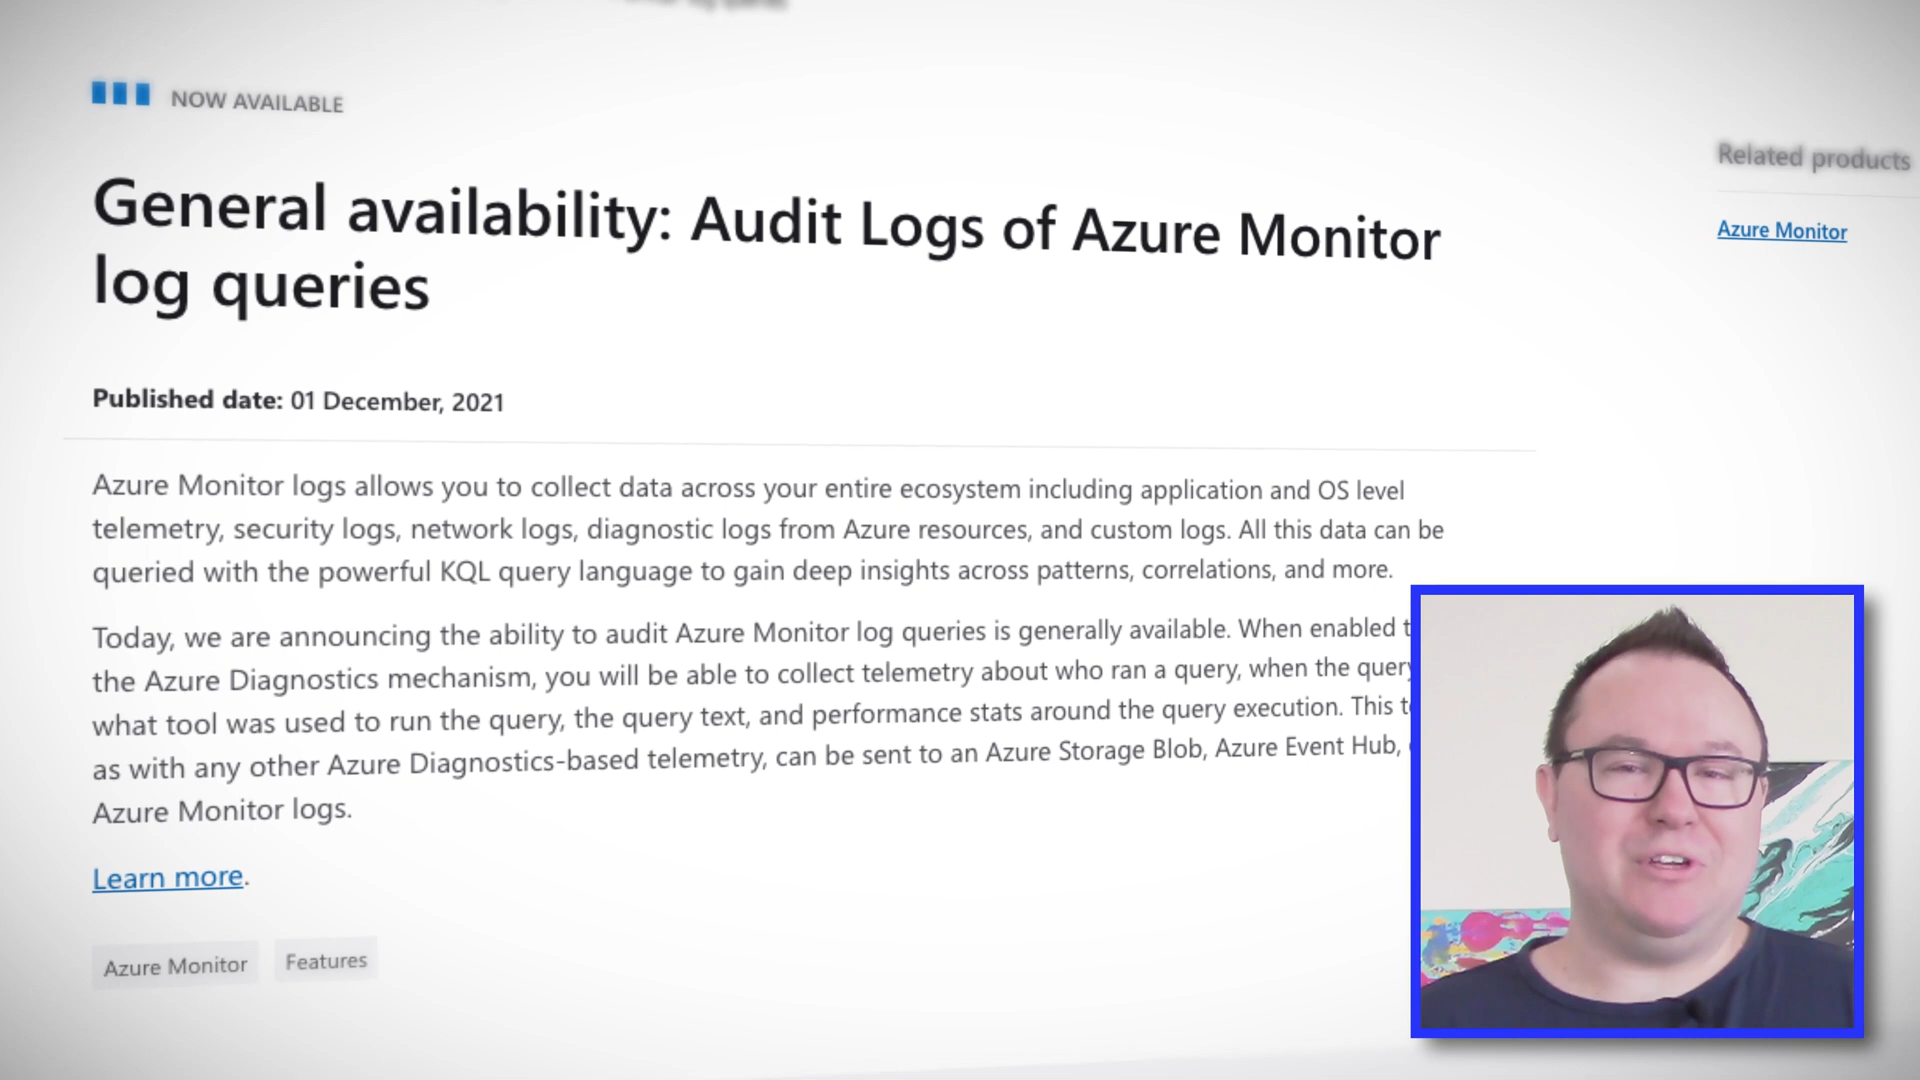 NOW AVAILABLE
General availability: Audit Logs of Azure Monitor
log queries
Published date: 01 December, 2021
Azure Monitor logs allows you to collect data across your entire ecosystem including application and OS level
telemetry, security logs, network logs, diagnostic logs from Azure resources, and custom logs. All this data can be
queried with the powerful KQL query language to gain deep insights across patterns, correlations, and more.
Today, we are announcing the ability to audit Azure Monitor log queries is generally available. When enabled
the Azure Diagnostics mechanism, you will be able to collect telemetry about who ran a query, when the query
what tool was used to run the query, the query text, and performance stats around the query execution. This
as with any other Azure Diagnostics-based telemetry, can be sent to an Azure Storage Blob, Azure Event Hub,
Azure Monitor logs.
Learn more.
Azure Monitor
Features
Related products
Azure Monitor